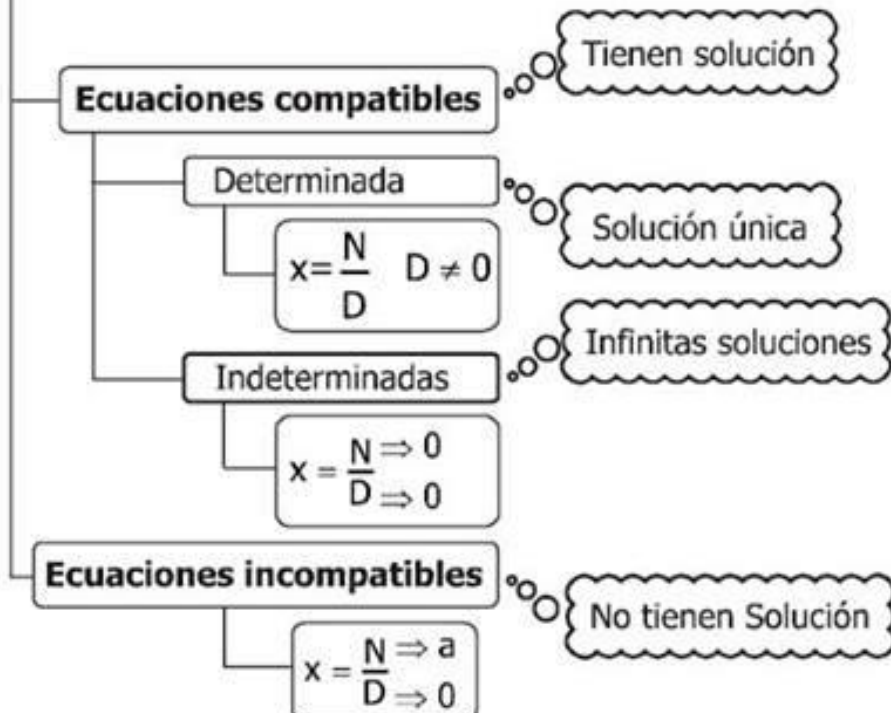 Tienen solución
Ecuaciones compatibles
Determinada
Solución única
x = N/D D ≠ 0
Infinitas soluciones
Indeterminadas
x = N/D ⇒ 0 ⇒ 0
Ecuaciones incompatibles
No tienen Solución
x = N/D ⇒ a ⇒ 0